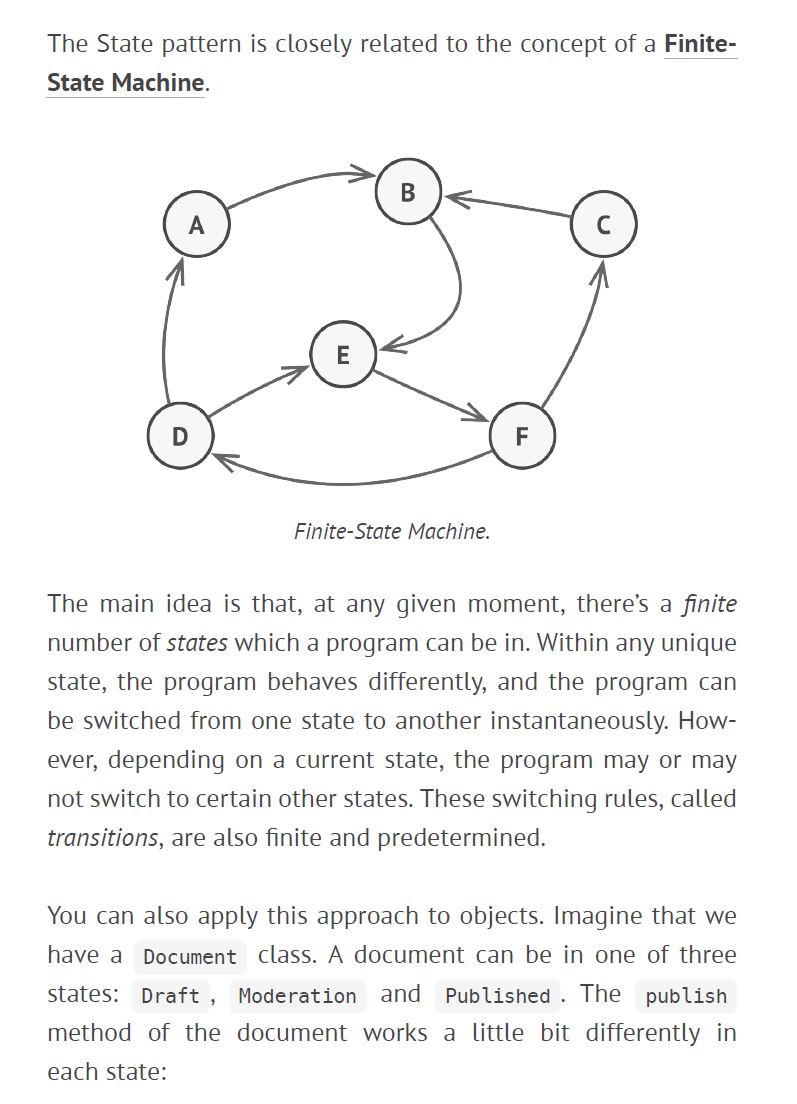 The State pattern is closely related to the concept of a Finite-
State Machine.
B
A
C
E
D
F
Finite-State Machine.
The main idea is that, at any given moment, there’s a finite
number of states which a program can be in. Within any unique
state, the program behaves differently, and the program can
be switched from one state to another instantaneously. How-
ever, depending on a current state, the program may or may
not switch to certain other states. These switching rules, called
transitions, are also finite and predetermined.
You can also apply this approach to objects. Imagine that we
have a Document class. A document can be in one of three
states: Draft , Moderation and Published . The publish
method of the document works a little bit differently in
each state: